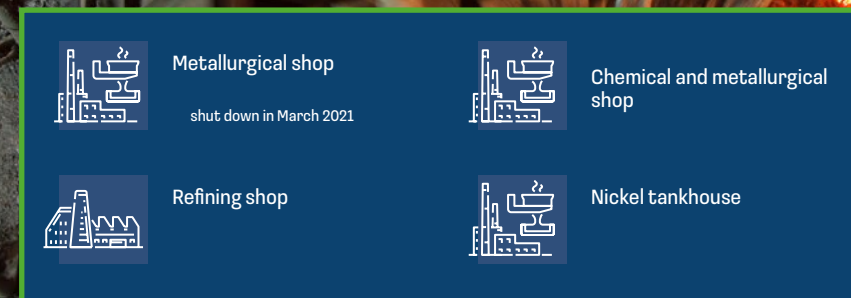 Metallurgical shop
shut down in March 2021
Chemical and metallurgical
shop
Refining shop
Nickel tankhouse